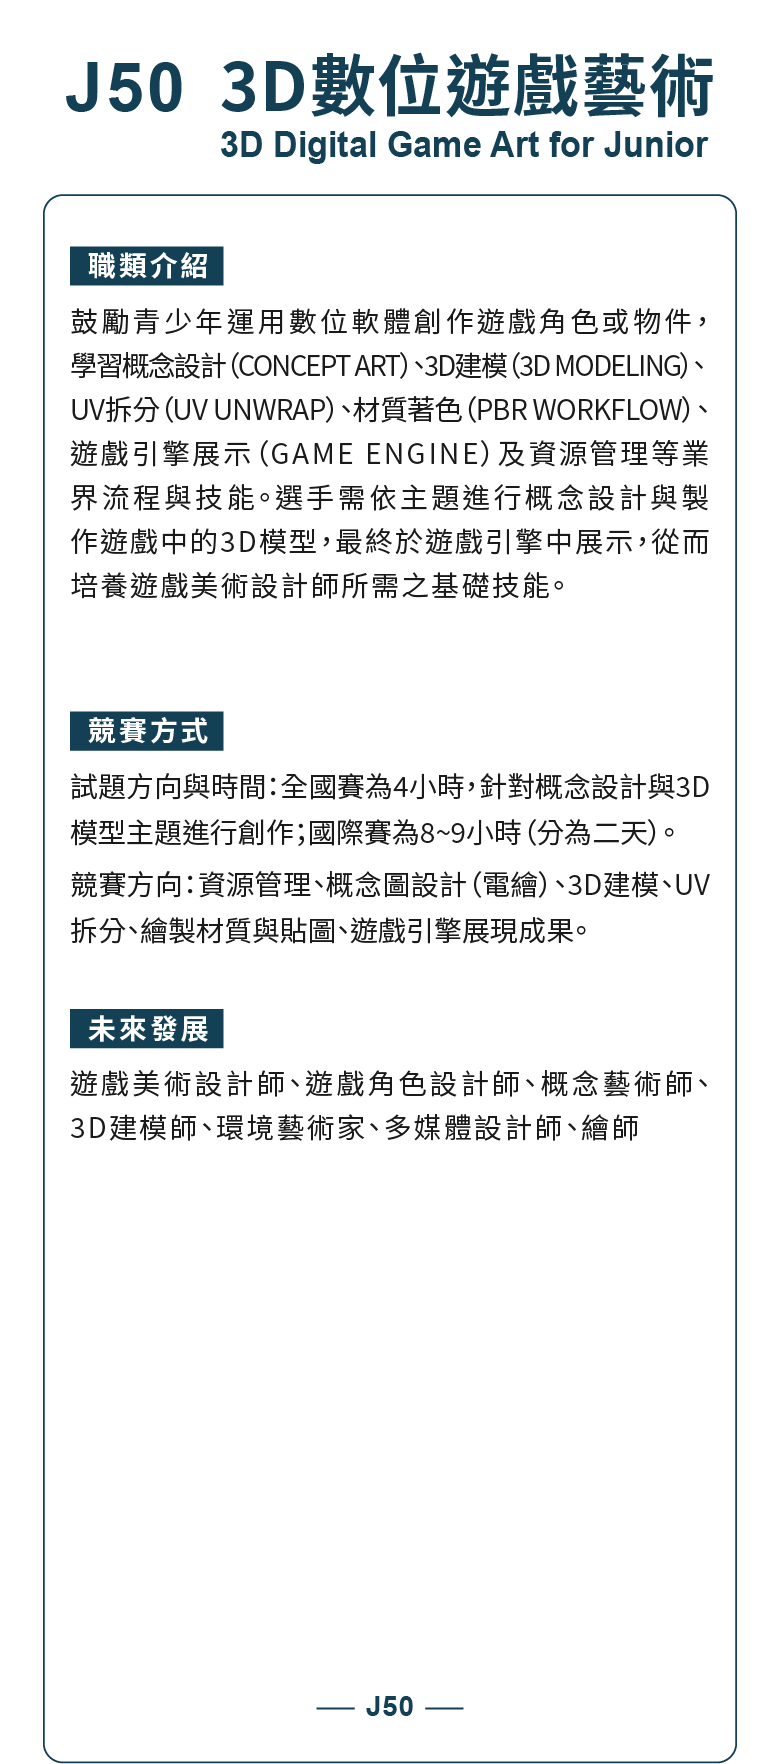 J50 3D數位遊戲藝術
3D Digital Game Art for Junior
職類介紹
鼓勵青少年運用數位軟體創作遊戲角色或物件，
學習概念設計（CONCEPT ART）、3D建模（3D MODELING）、
UV拆分（UV UNWRAP）、材質著色（PBR WORKFLOW）、
遊戲引擎展示（GAME ENGINE）及資源管理等業
界流程與技能。選手需依主題進行概念設計與製
作遊戲中的3D模型，最終於遊戲引擎中展示，從而
培養遊戲美術設計師所需之基礎技能。
競賽方式
試題方向與時間：全國賽為4小時，針對概念設計與3D
模型主題進行創作；國際賽為8~9小時（分為二天）。
競賽方向：資源管理、概念圖設計（電繪）、3D建模、UV
拆分、繪製材質與貼圖、遊戲引擎展現成果。
未來發展
遊戲美術設計師、遊戲角色設計師、概念藝術師、
3D建模師、環境藝術家、多媒體設計師、繪師
J50